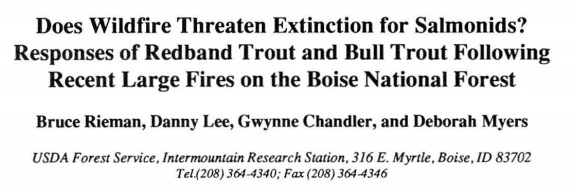 Does Wildfire Threaten Extinction for Salmonids?
Responses of Redband Trout and Bull Trout Following
Recent Large Fires on the Boise National Forest
Bruce Rieman, Danny Lee, Gwynne Chandler, and Deborah Myers
USDA Forest Service, Intermountain Research Station, 316 E. Myrtle, Boise, ID 83702
Tel.(208) 364-4340; Fax (208) 364-4346